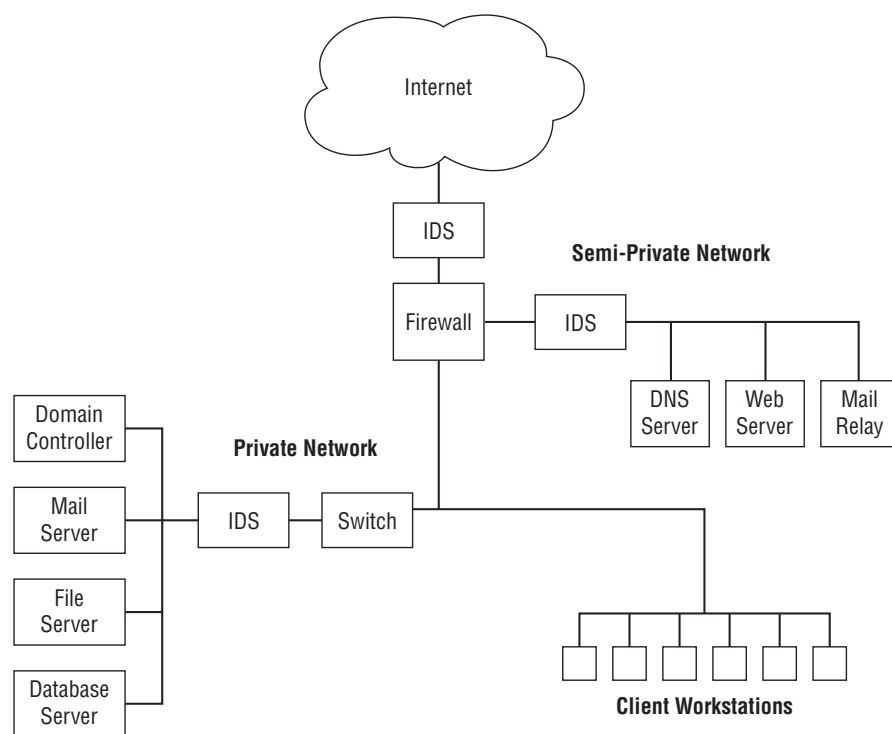 Internet
IDS
Semi-Private Network
Firewall
IDS
DNS
Server
Web
Server
Mail
Relay
Domain
Controller
Private Network
Mail
Server
IDS
Switch
File
Server
Database
Server
Client Workstations